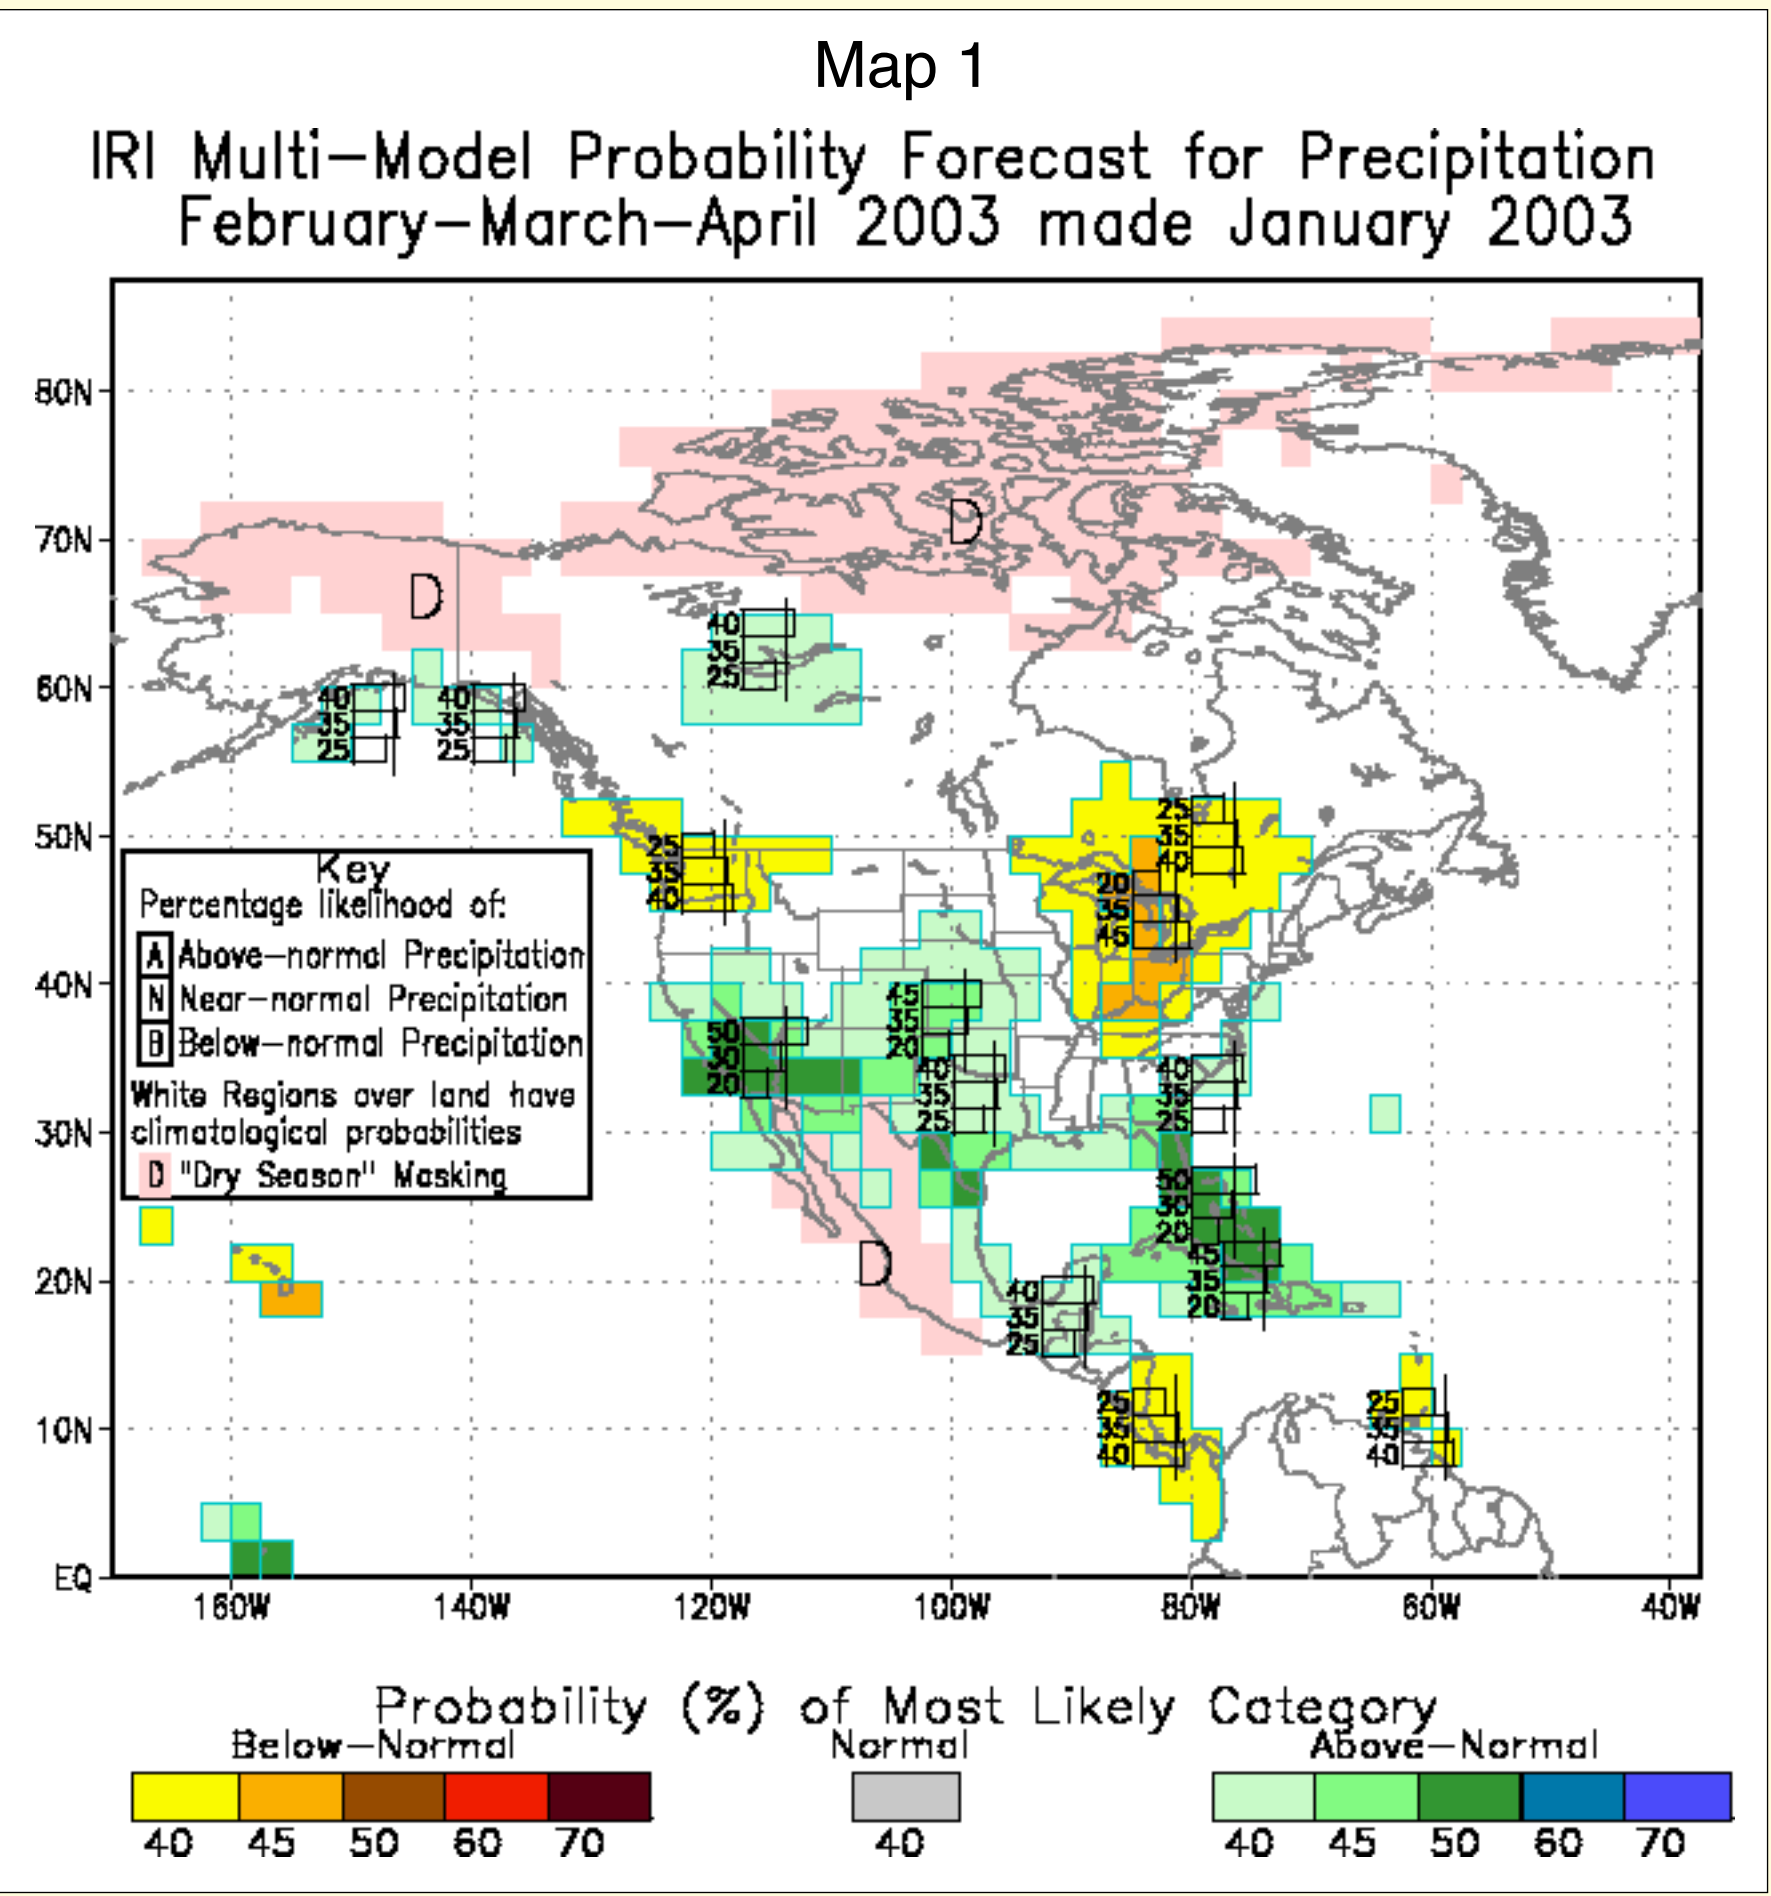 Map 1
IRI Multi-Model Probability Forecast for Precipitation
February-March-April 2003 made January 2003
80N
70N
60N
50N
40N
30N
20N
10N
EQ
D
D
40
35
25
40
35
25
40
35
25
25
35
40
25
35
40
20
35
45
Key
Percentage likelihood of:
A Above-normal Precipitation
N Near-normal Precipitation
B Below-normal Precipitation
White Regions over land have
climatological probabilities
D "Dry Season" Masking
45
35
20
50
30
20
40
35
25
40
35
25
50
30
20
45
35
20
D
40
35
25
25
35
40
25
35
40
160W 140W 120W 100W 80W 60W 40W
Probability (%) of Most Likely Category
Below-Normal Normal Above-Normal
40 45 50 60 70 40 40 45 50 60 70